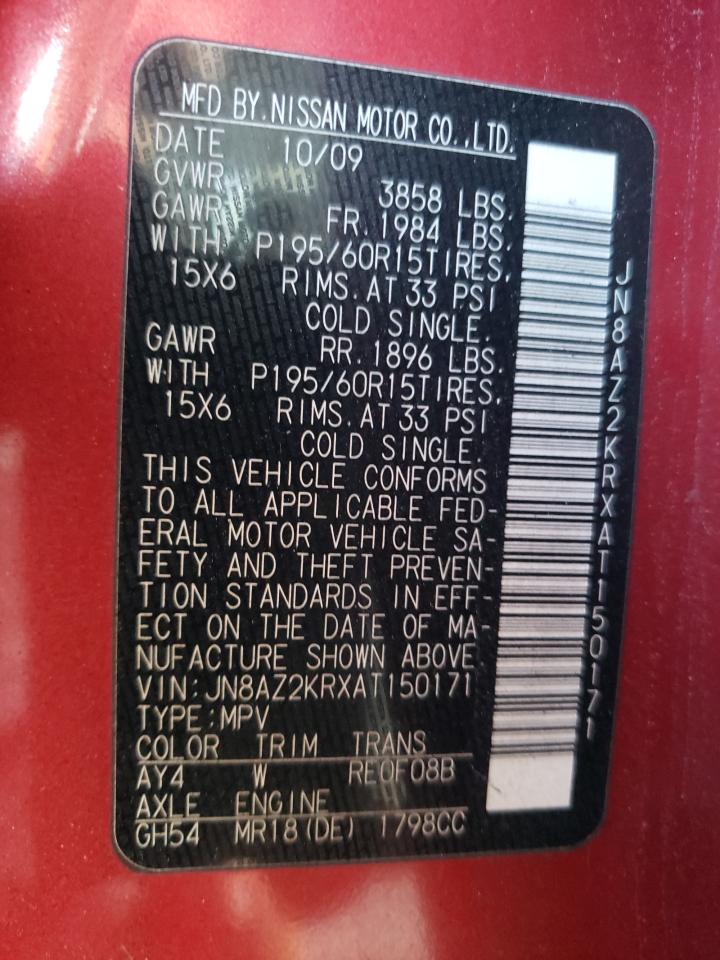 MFD BY.NISSAN MOTOR CO.,LTD.
DATE 10/09
GVWR 3858 LBS.
GAWR FR. 1984 LBS.
WITH P195/60R15TIRES,
15X6 RIMS.AT 33 PSI
COLD SINGLE.
GAWR RR. 1896 LBS.
WITH P195/60R15TIRES,
15X6 RIMS.AT 33 PSI
COLD SINGLE.
THIS VEHICLE CONFORMS
TO ALL APPLICABLE FED-
ERAL MOTOR VEHICLE SA-
FETY AND THEFT PREVEN-
TION STANDARDS IN EFF-
ECT ON THE DATE OF MA-
NUFACTURE SHOWN ABOVE.
VIN:JN8AZ2KRXAT150171
TYPE:MPV
COLOR TRIM TRANS
AY4 W RE0F08B
AXLE ENGINE
GH54 MR18(DE) 1798CC
JN8AZ2KRXAT150171